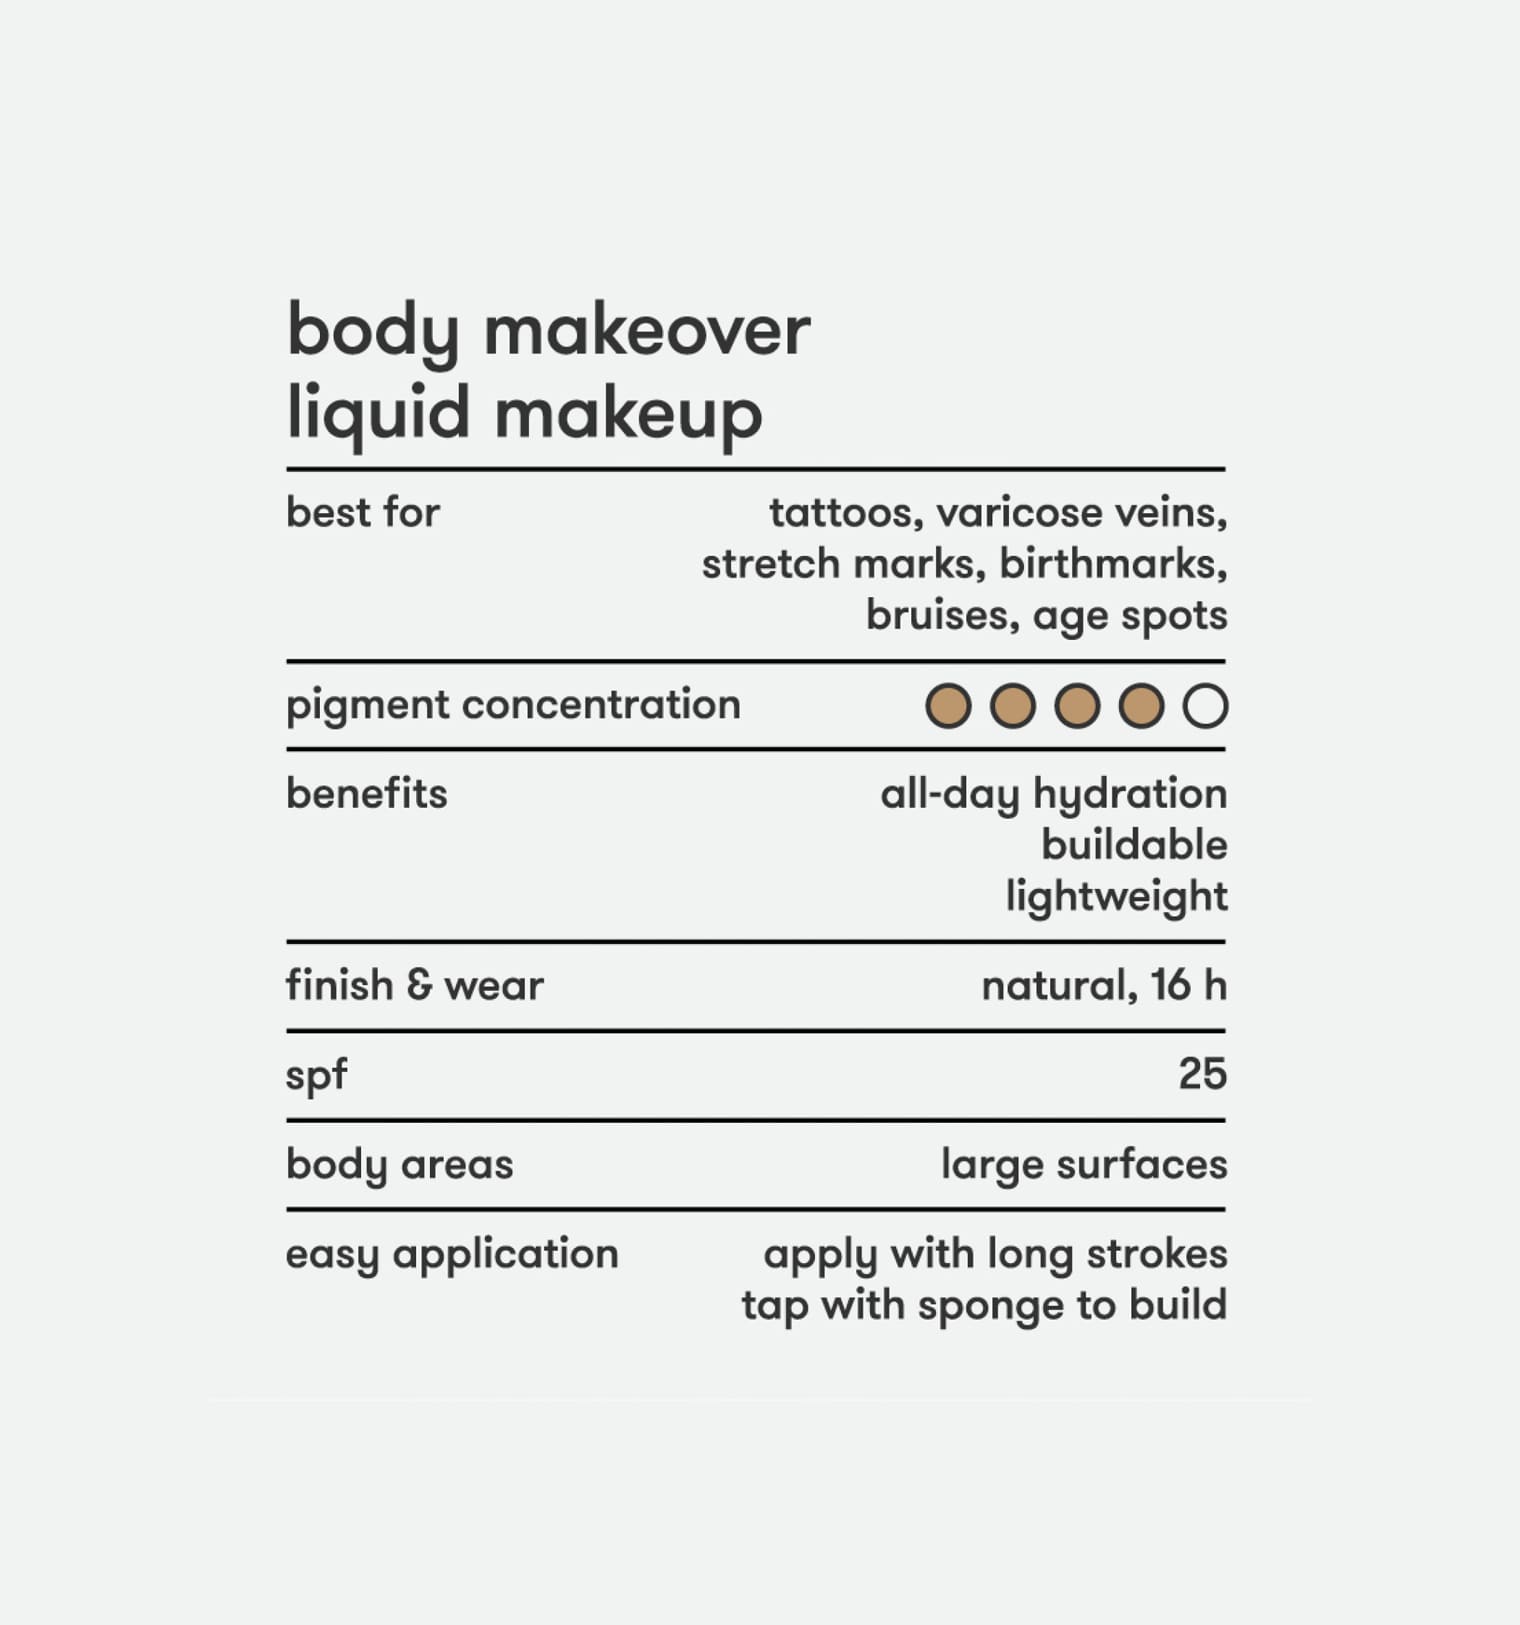 body makeover
liquid makeup
best for
tattoos, varicose veins,
stretch marks, birthmarks,
bruises, age spots
pigment concentration
benefits
all-day hydration
buildable
lightweight
finish & wear
natural, 16 h
spf
25
body areas
large surfaces
easy application
apply with long strokes
tap with sponge to build